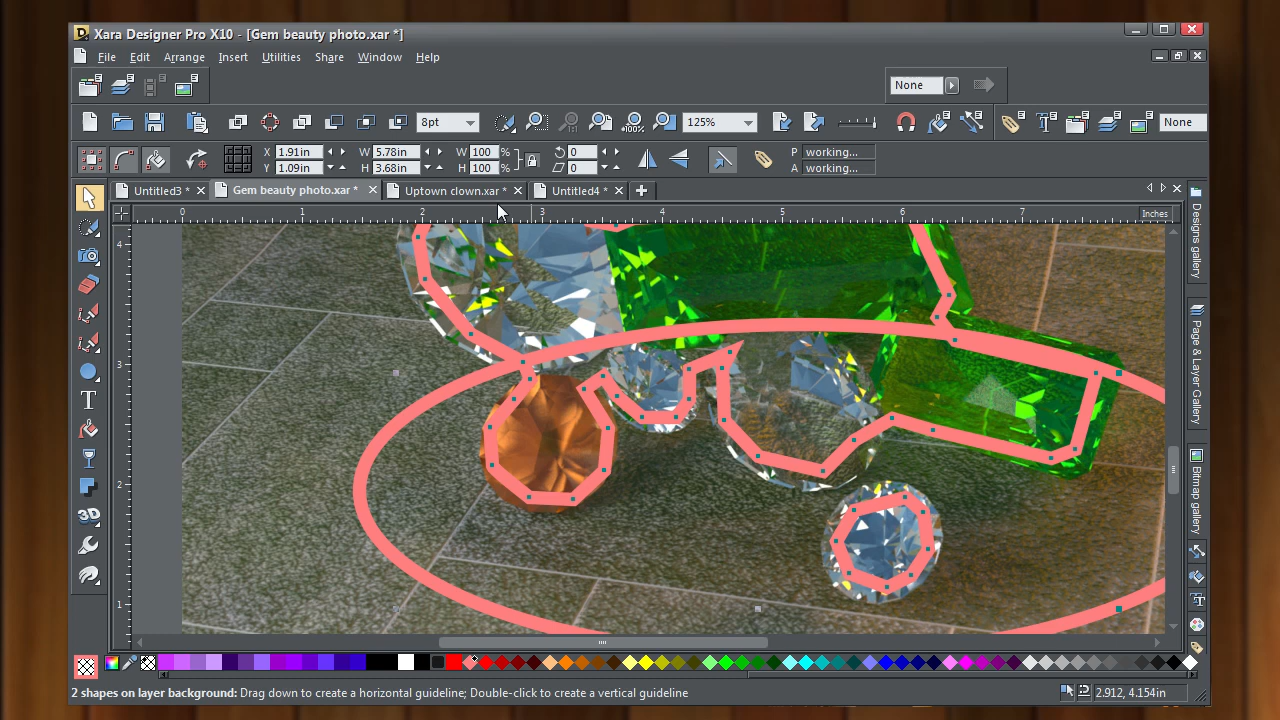 Xara Designer Pro X10 - [Gem beauty photo.xar *]
File Edit Arrange Insert Utilities Share Window Help
None
8pt 125% None
X 1.91in W 5.78in W 100 % 0 P working...
Y 1.09in H 3.68in H 100 % 0 A working...
Untitled3 * Gem beauty photo.xar * Uptown clown.xar * Untitled4 *
0 2 3 4 5 6 7 Inches
4
3
2
1
Designs gallery
Page & Layer Gallery
Bitmap gallery
T
3D
2 shapes on layer background: Drag down to create a horizontal guideline; Double-click to create a vertical guideline
2.912, 4.154in